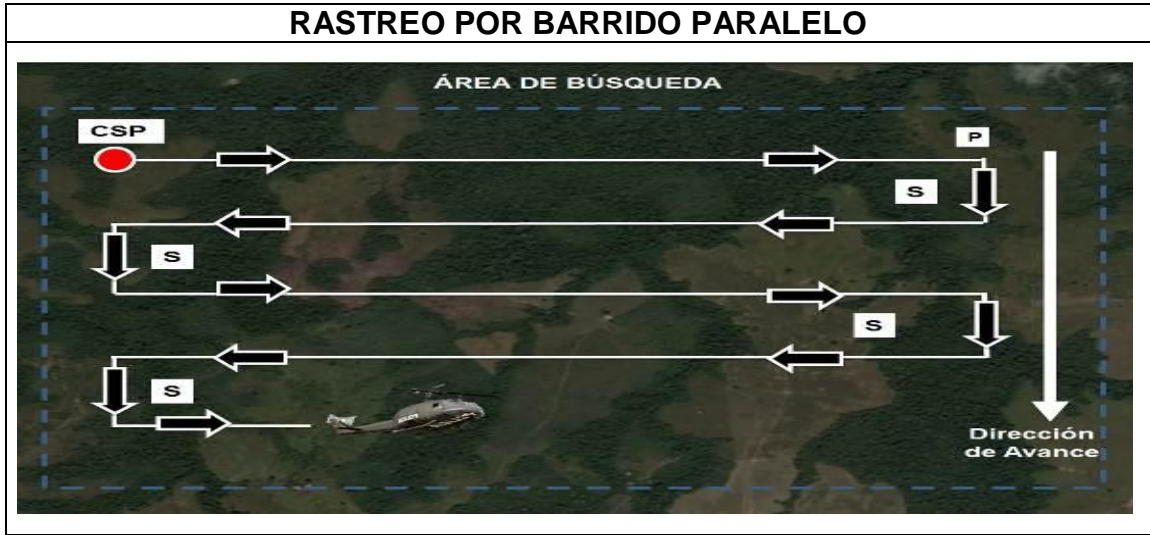 RASTREO POR BARRIDO PARALELO
ÁREA DE BÚSQUEDA
CSP
P
S
S
S
S
Dirección
de Avance